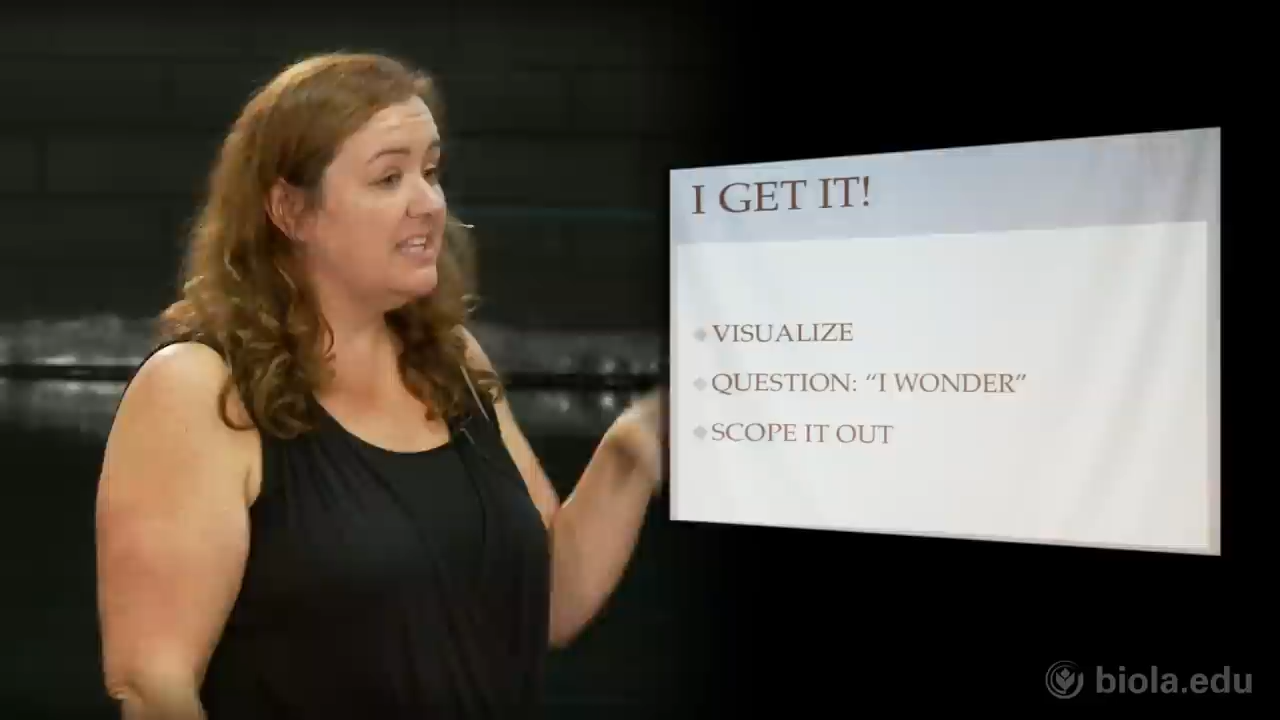 I GET IT!
VISUALIZE
QUESTION: “I WONDER”
SCOPE IT OUT
biola.edu